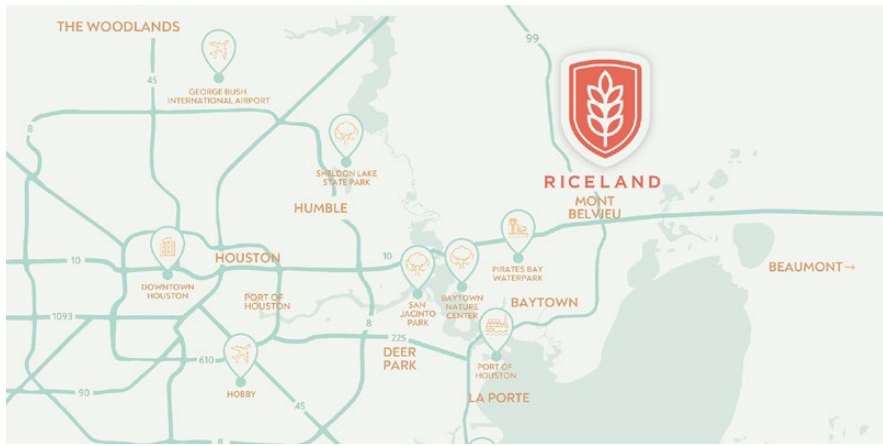 THE WOODLANDS
45
99
GEORGE BUSH
INTERNATIONAL AIRPORT
8
8
SHELDON LAKE
STATE PARK
RICELAND
MONT
BELVIEU
HUMBLE
HOUSTON
10
10
DOWNTOWN
HOUSTON
PIRATES BAY
WATERPARK
BEAUMONT→
PORT OF
HOUSTON
SAN
JACINTO
PARK
BAYTOWN
NATURE
CENTER
BAYTOWN
1093
8
225
DEER
PARK
610
PORT OF
HOUSTON
HOBBY
90
45
LA PORTE
8
146